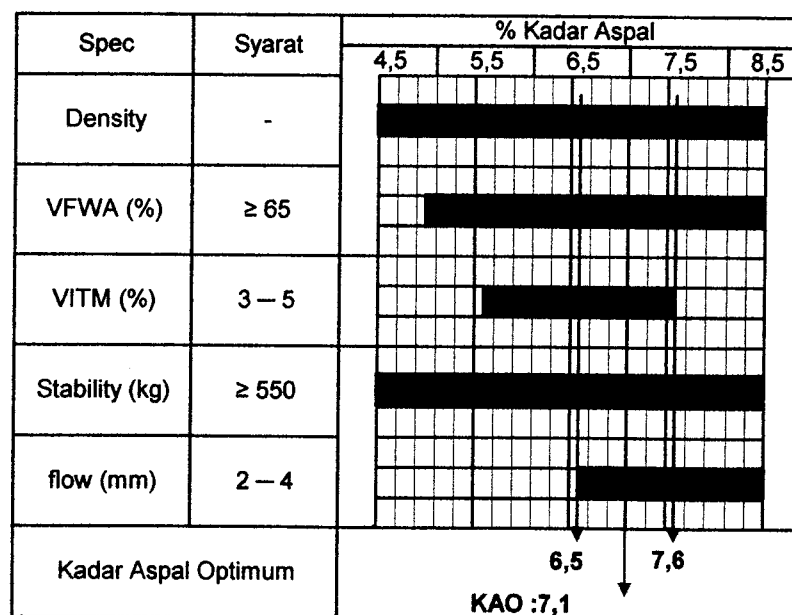 Spec Syarat % Kadar Aspal
4,5 5,5 6,5 7,5 8,5
Density -
VFWA (%) ≥ 65
VITM (%) 3 – 5
Stability (kg) ≥ 550
flow (mm) 2 – 4
Kadar Aspal Optimum 6,5 7,6
KAO :7,1